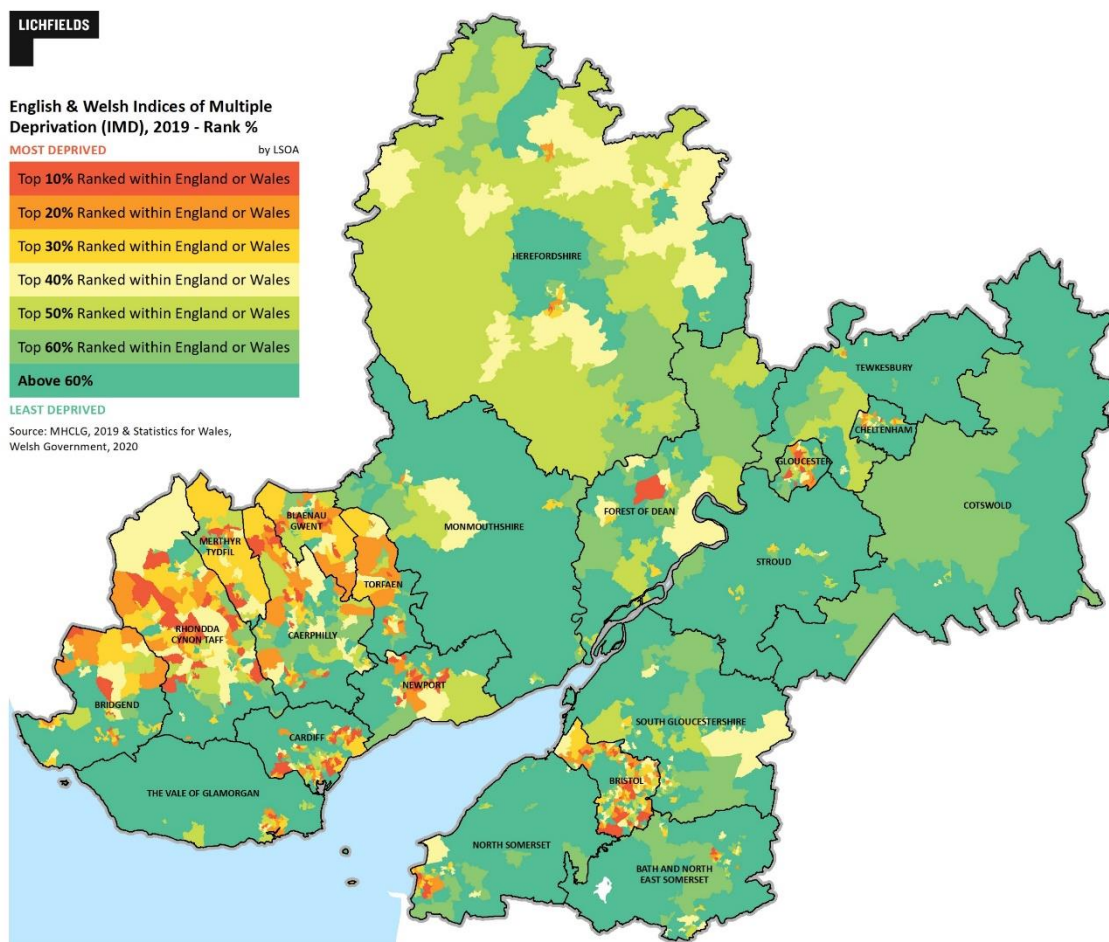 LICHFIELDS
English & Welsh Indices of Multiple
Deprivation (IMD), 2019 - Rank %
MOST DEPRIVED by LSOA
Top 10% Ranked within England or Wales
Top 20% Ranked within England or Wales
Top 30% Ranked within England or Wales
Top 40% Ranked within England or Wales
Top 50% Ranked within England or Wales
Top 60% Ranked within England or Wales
Above 60%
LEAST DEPRIVED
Source: MHCLG, 2019 & Statistics for Wales,
Welsh Government, 2020
HEREFORDSHIRE
TEWKESBURY
CHELTENHAM
GLOUCESTER
COTSWOLD
FOREST OF DEAN
MONMOUTHSHIRE
BLAENAU
GWENT
MERTHYR
TYDFIL
STROUD
TORFAEN
RHONDDA
CYNON TAFF
CAERPHILLY
NEWPORT
BRIDGEND
SOUTH GLOUCESTERSHIRE
CARDIFF
BRISTOL
THE VALE OF GLAMORGAN
NORTH SOMERSET
BATH AND NORTH
EAST SOMERSET